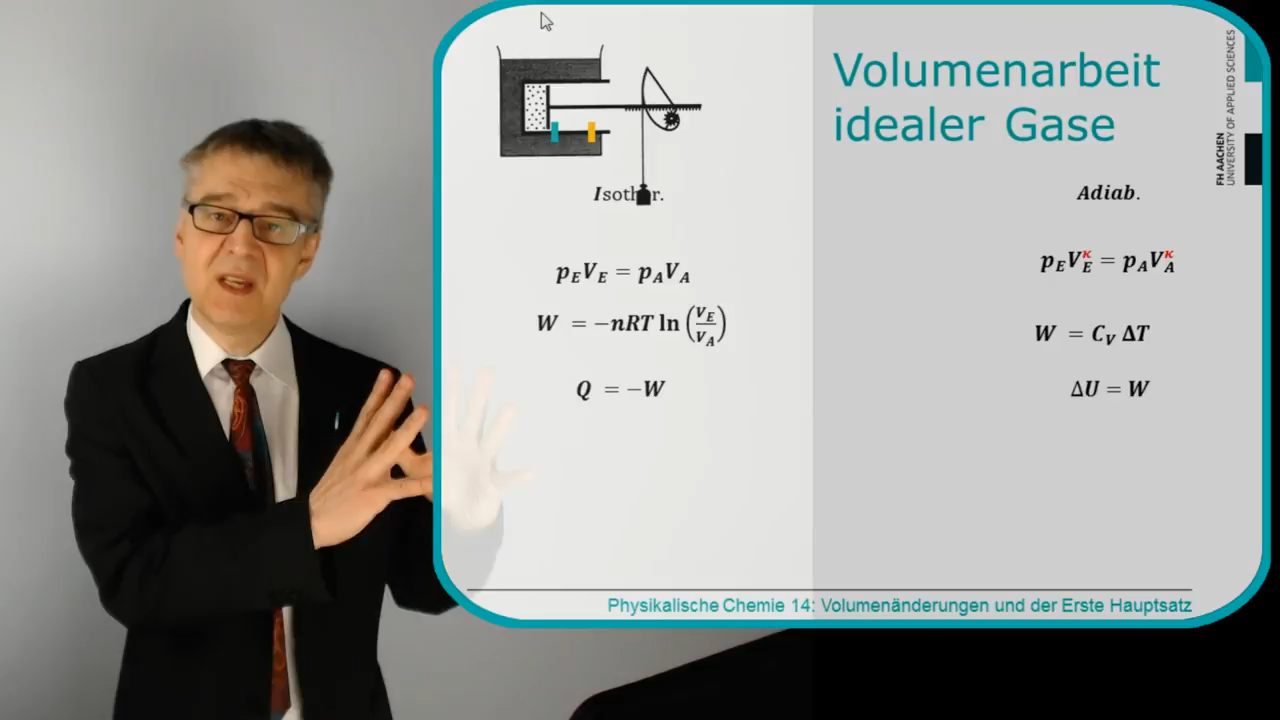 Volumenarbeit
idealer Gase
FH AACHEN
UNIVERSITY OF APPLIED SCIENCES
Adiab.
p_E V_E = p_A V_A
W = −nRT ln (V_E/V_A)
Q = −W
p_E V_E^κ = p_A V_A^κ
W = C_V ΔT
ΔU = W
Physikalische Chemie 14: Volumenänderungen und der Erste Hauptsatz